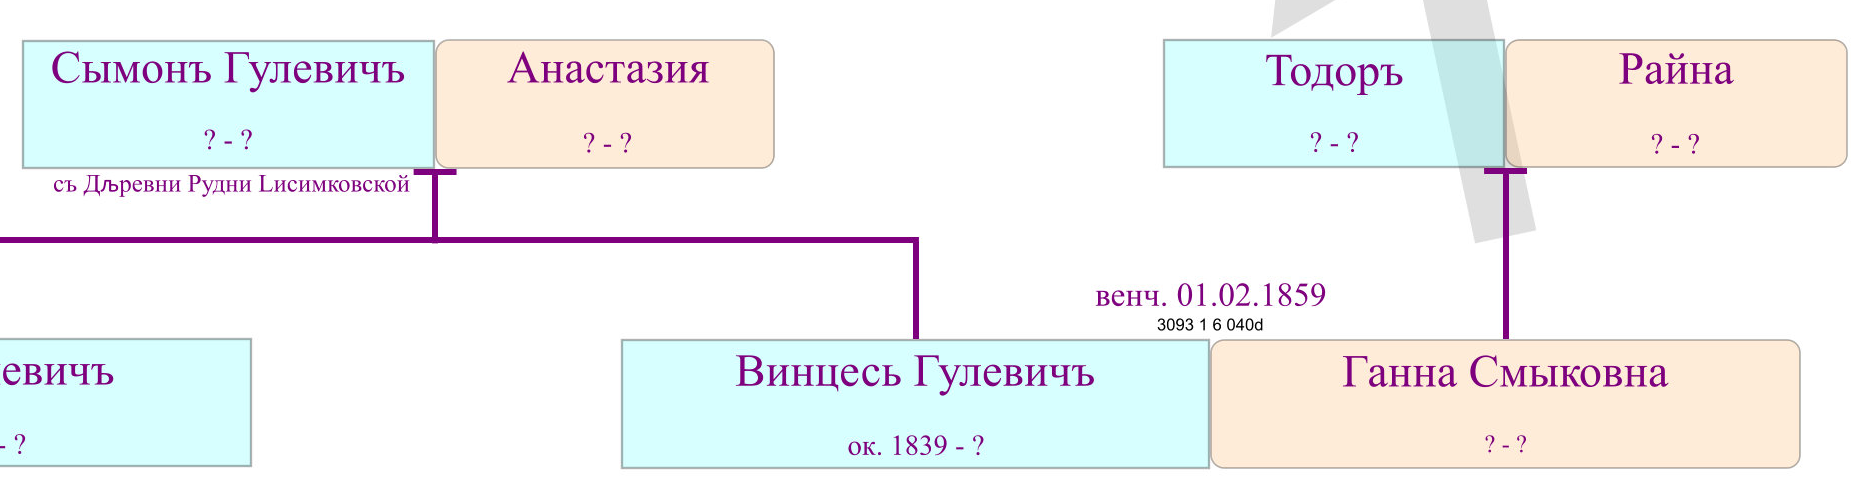 Сымонъ Гулевичъ
? - ?
съ Дљревни Рудни Lисимковской
Анастазия
? - ?
Тодоръ
? - ?
Райна
? - ?
венч. 01.02.1859
3093 1 6 040d
евичъ
- ?
Винцесь Гулевичъ
ок. 1839 - ?
Ганна Смыковна
? - ?